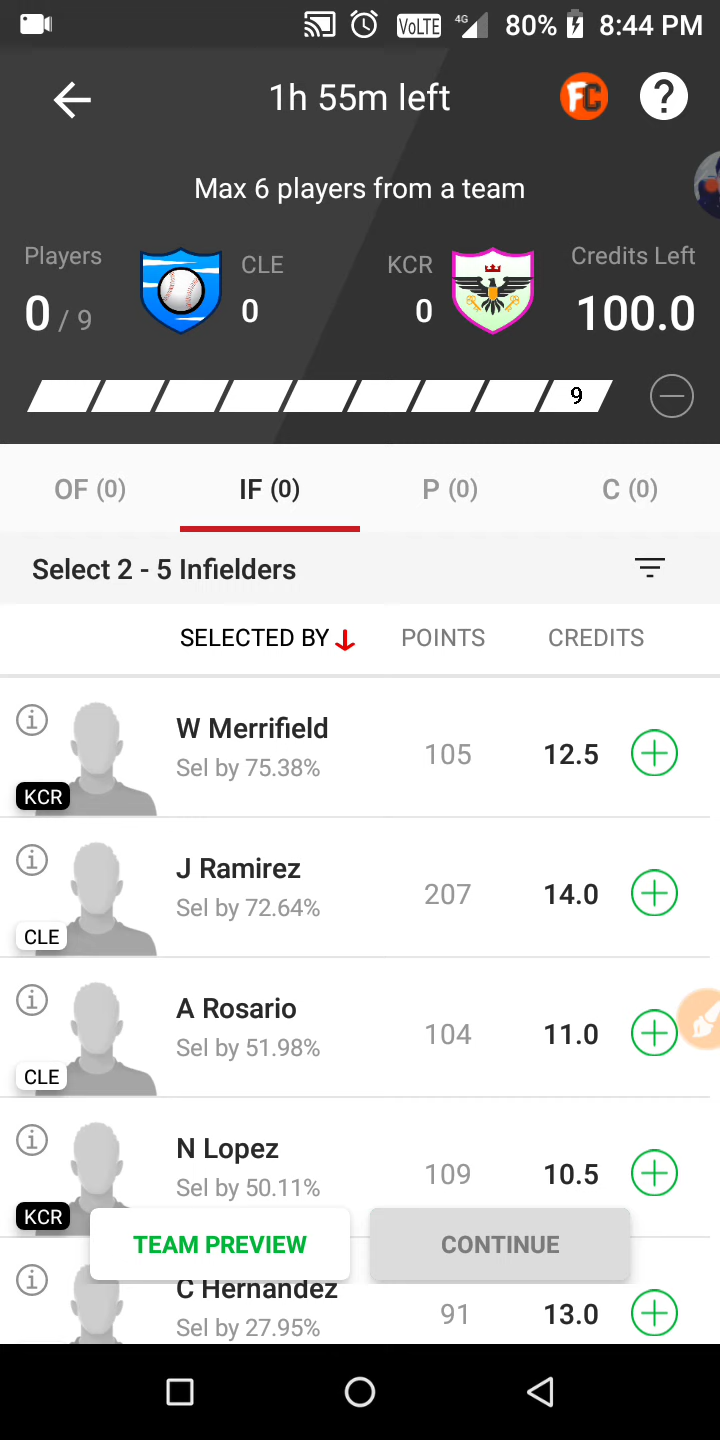 VoLTE 4G 80% 8:44 PM
1h 55m left FC ?
Max 6 players from a team
Players CLE KCR Credits Left
0 / 9 0 0 100.0
9
OF (0) IF (0) P (0) C (0)
Select 2 - 5 Infielders
SELECTED BY POINTS CREDITS
W Merrifield
Sel by 75.38% 105 12.5
KCR
J Ramirez
Sel by 72.64% 207 14.0
CLE
A Rosario
Sel by 51.98% 104 11.0
CLE
N Lopez
Sel by 50.11% 109 10.5
KCR
TEAM PREVIEW CONTINUE
C Hernandez
Sel by 27.95% 91 13.0